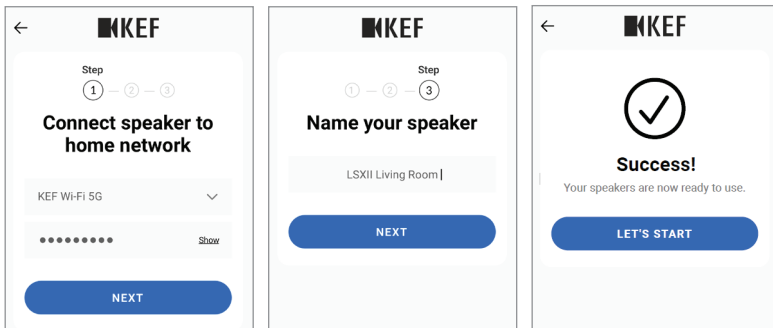 KEF
Step
1 2 3
Connect speaker to
home network
KEF Wi-Fi 5G
●●●●●●●●● Show
NEXT
KEF
Step
1 2 3
Name your speaker
LSXII Living Room
NEXT
KEF
Success!
Your speakers are now ready to use.
LET'S START